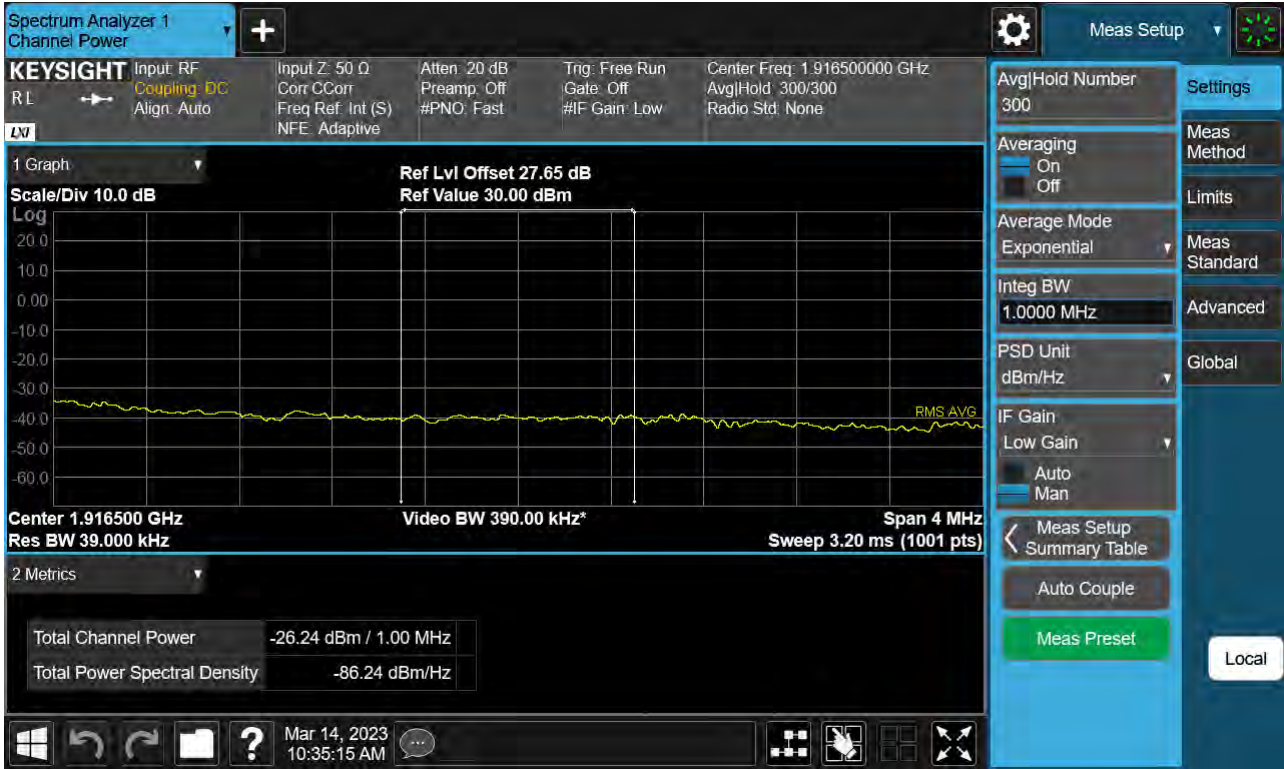 Spectrum Analyzer 1
Channel Power
+
Meas Setup
KEYSIGHT
R L
LXI
Input: RF
Coupling: DC
Align: Auto
Input Z: 50 Ω
Corr CCorr
Freq Ref: Int (S)
NFE: Adaptive
Atten: 20 dB
Preamp: Off
#PNO: Fast
Trig: Free Run
Gate: Off
#IF Gain: Low
Center Freq: 1.916500000 GHz
Avg|Hold: 300/300
Radio Std: None
1 Graph
Scale/Div 10.0 dB
Ref Lvl Offset 27.65 dB
Ref Value 30.00 dBm
Log
20.0
10.0
0.00
-10.0
-20.0
-30.0
-40.0
-50.0
-60.0
RMS AVG
Center 1.916500 GHz
Res BW 39.000 kHz
Video BW 390.00 kHz*
Span 4 MHz
Sweep 3.20 ms (1001 pts)
2 Metrics
Total Channel Power -26.24 dBm / 1.00 MHz
Total Power Spectral Density -86.24 dBm/Hz
Avg|Hold Number
300
Averaging
On
Off
Average Mode
Exponential
Integ BW
1.0000 MHz
PSD Unit
dBm/Hz
IF Gain
Low Gain
Auto
Man
Meas Setup
Summary Table
Auto Couple
Meas Preset
Settings
Meas
Method
Limits
Meas
Standard
Advanced
Global
Local
?
Mar 14, 2023
10:35:15 AM